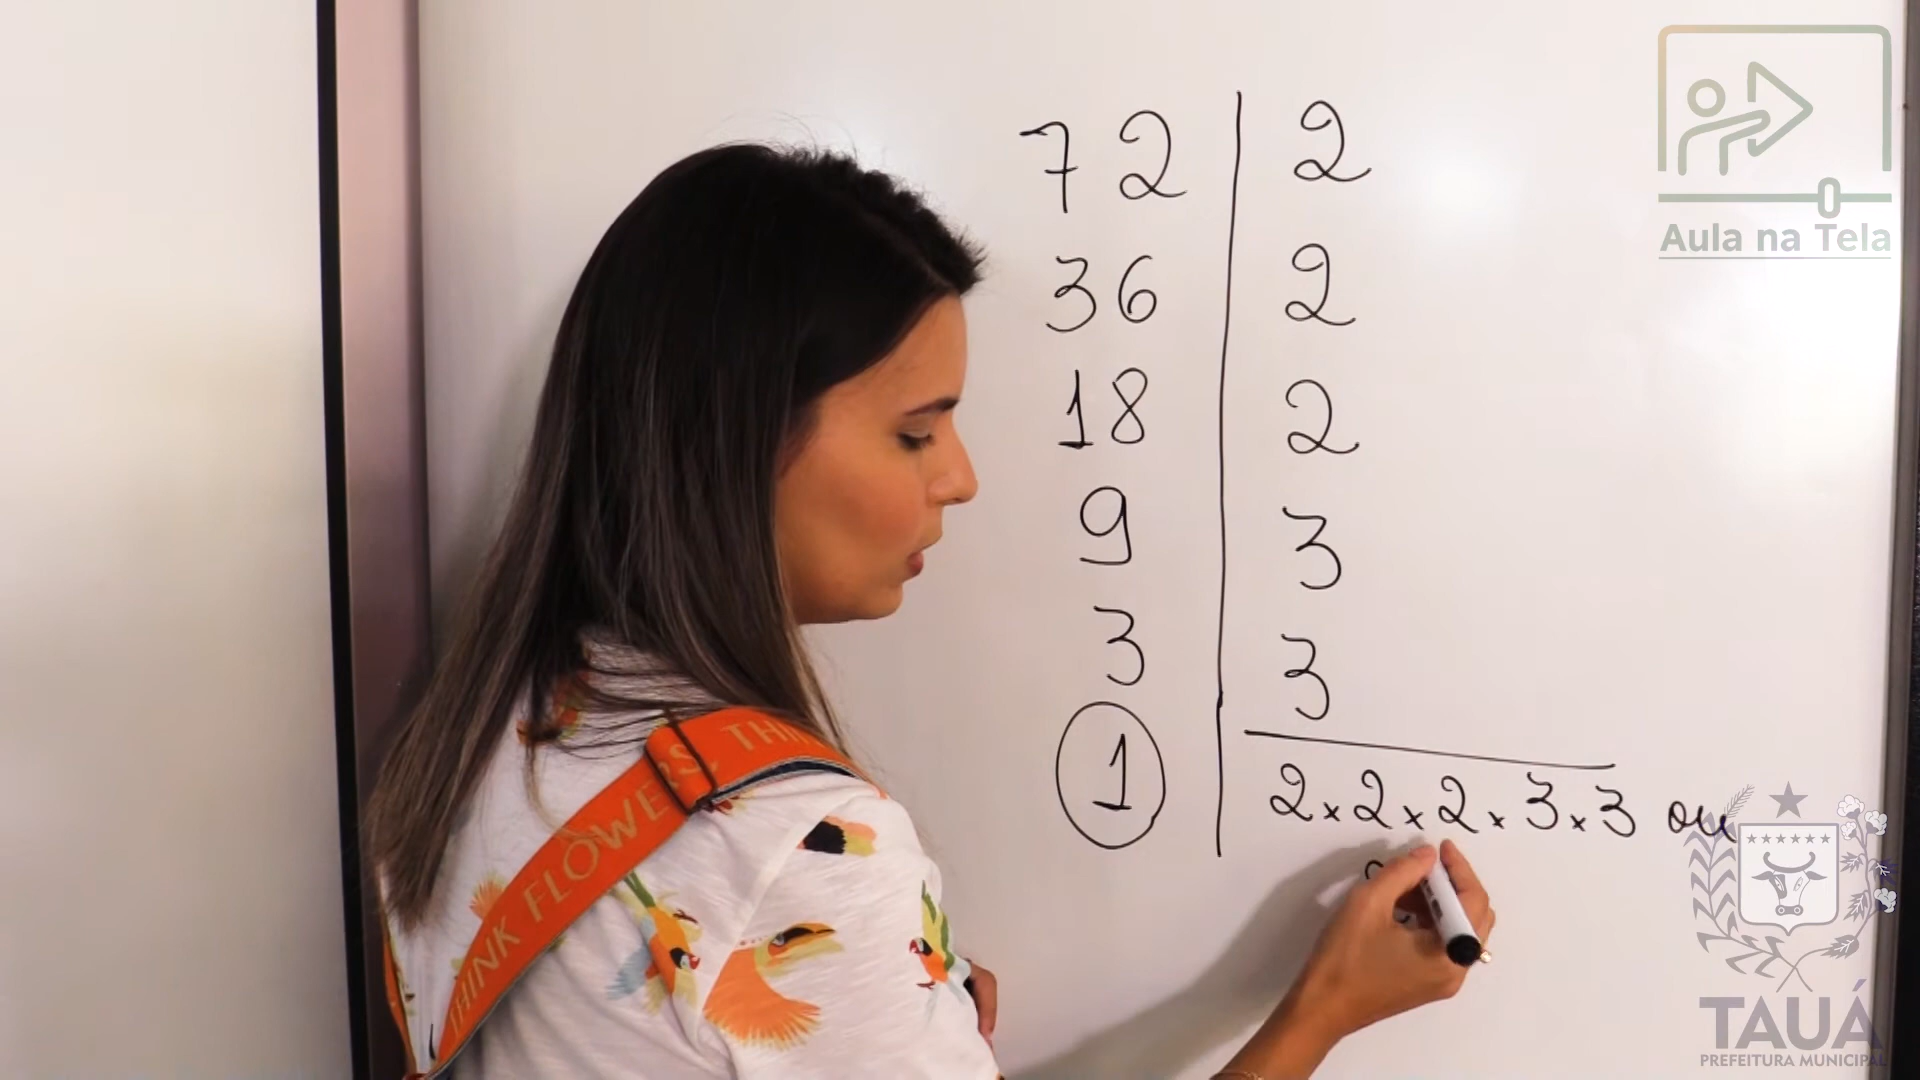 72 | 2
36 | 2
18 | 2
9 | 3
3 | 3
1 | 2 x 2 x 2 x 3 x 3 ou
Aula na Tela
THINK FLOWERS.
TAUÁ
PREFEITURA MUNICIPAL